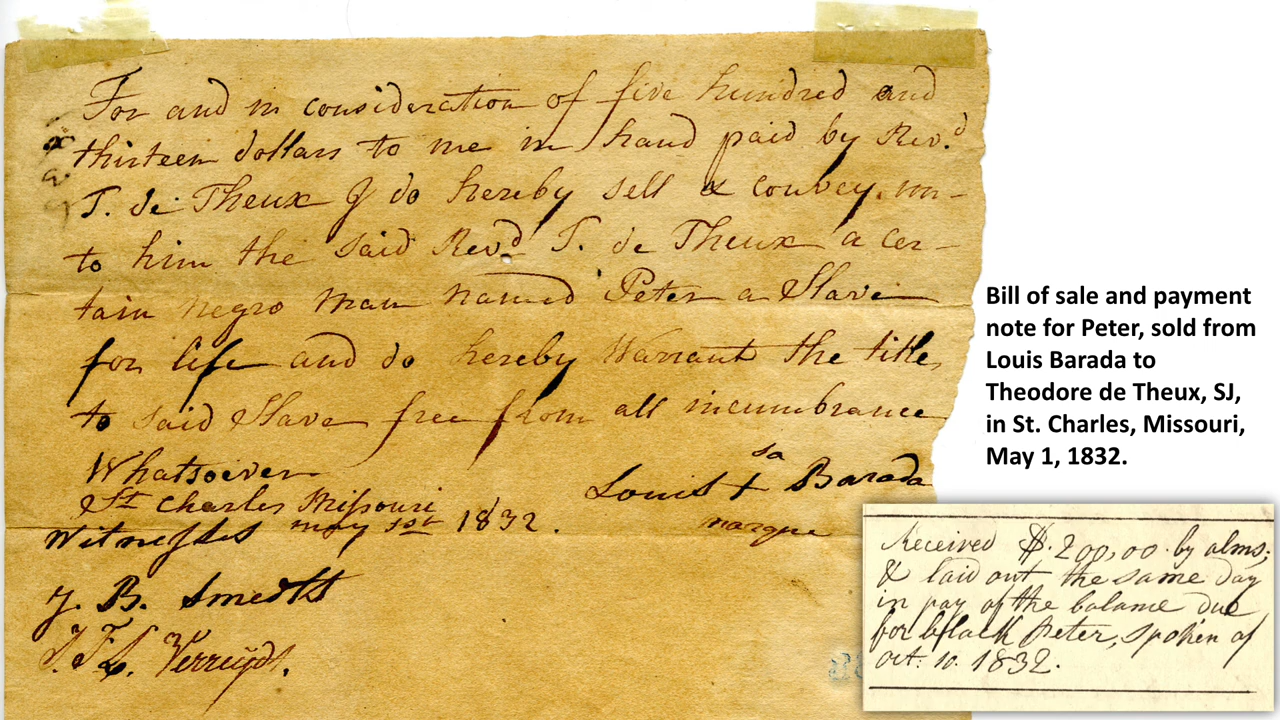 For and in consideration of five hundred and
thirteen dollars to me in hand paid by Rev.d
T. de Theux I do hereby sell & convey un-
to him the said Rev.d T. de Theux a cer-
tain negro man named Peter a Slave
for life and do hereby Warrant the title
to said Slave free from all incumbrance
Whatsoever
sa
Louis + Barada
marque
St Charles Missouri
may 1st 1832.
Witnesses
J. B. Smedts
J. F. L. Verreydt.
Bill of sale and payment
note for Peter, sold from
Louis Barada to
Theodore de Theux, SJ,
in St. Charles, Missouri,
May 1, 1832.
Received $.200,00 by alms;
& laid out the same day
in pay of the balame due
for black Peter, spoken of
oct. 10. 1832.